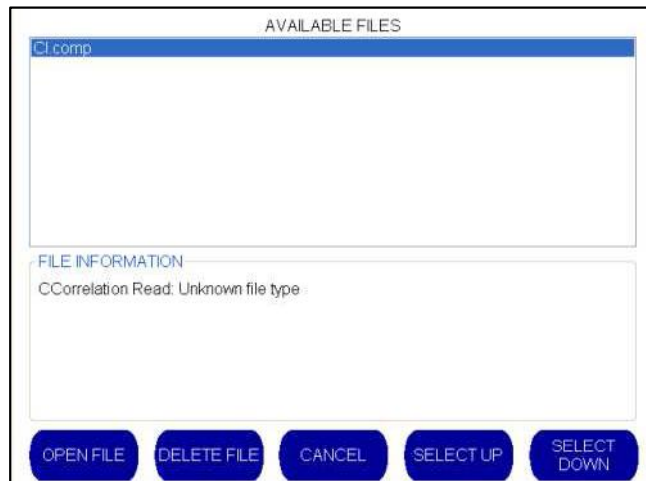 AVAILABLE FILES
Cl.comp
FILE INFORMATION
CCorrelation Read: Unknown file type
OPEN FILE
DELETE FILE
CANCEL
SELECT UP
SELECT
DOWN